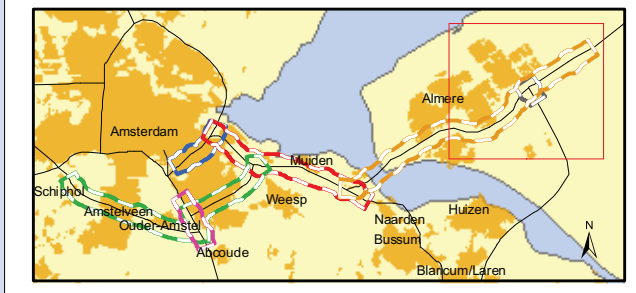 Almere
Amsterdam
Muiden
Schiphol
Weesp
Amstelveen
Huizen
Naarden
Ouder-Amstel
N
Bussum
Abcoude
Blaricum/Laren